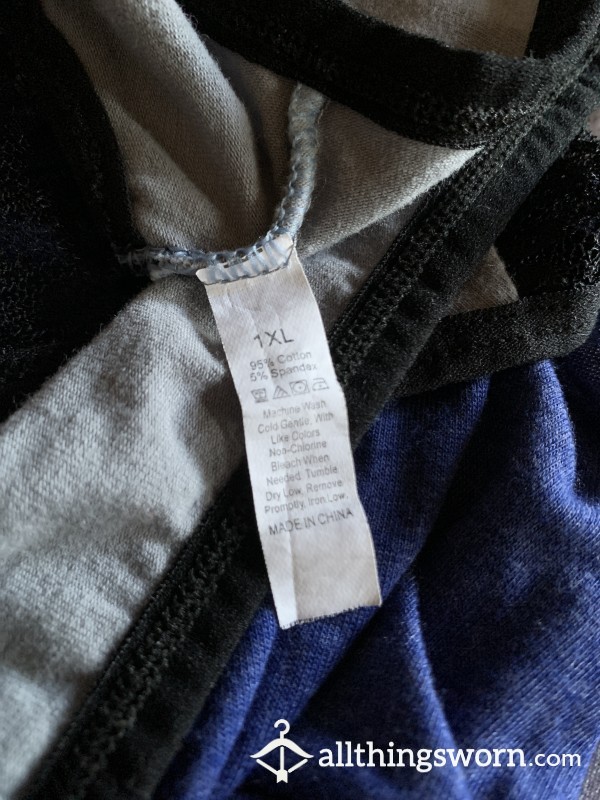 1XL
95% Cotton
5% Spandex
Machine Wash
Cold Gentle, With
Like Colors
Non-Chlorine
Bleach When
Needed. Tumble
Dry Low, Remove
Promptly, Iron Low.
MADE IN CHINA
allthingsworn.com